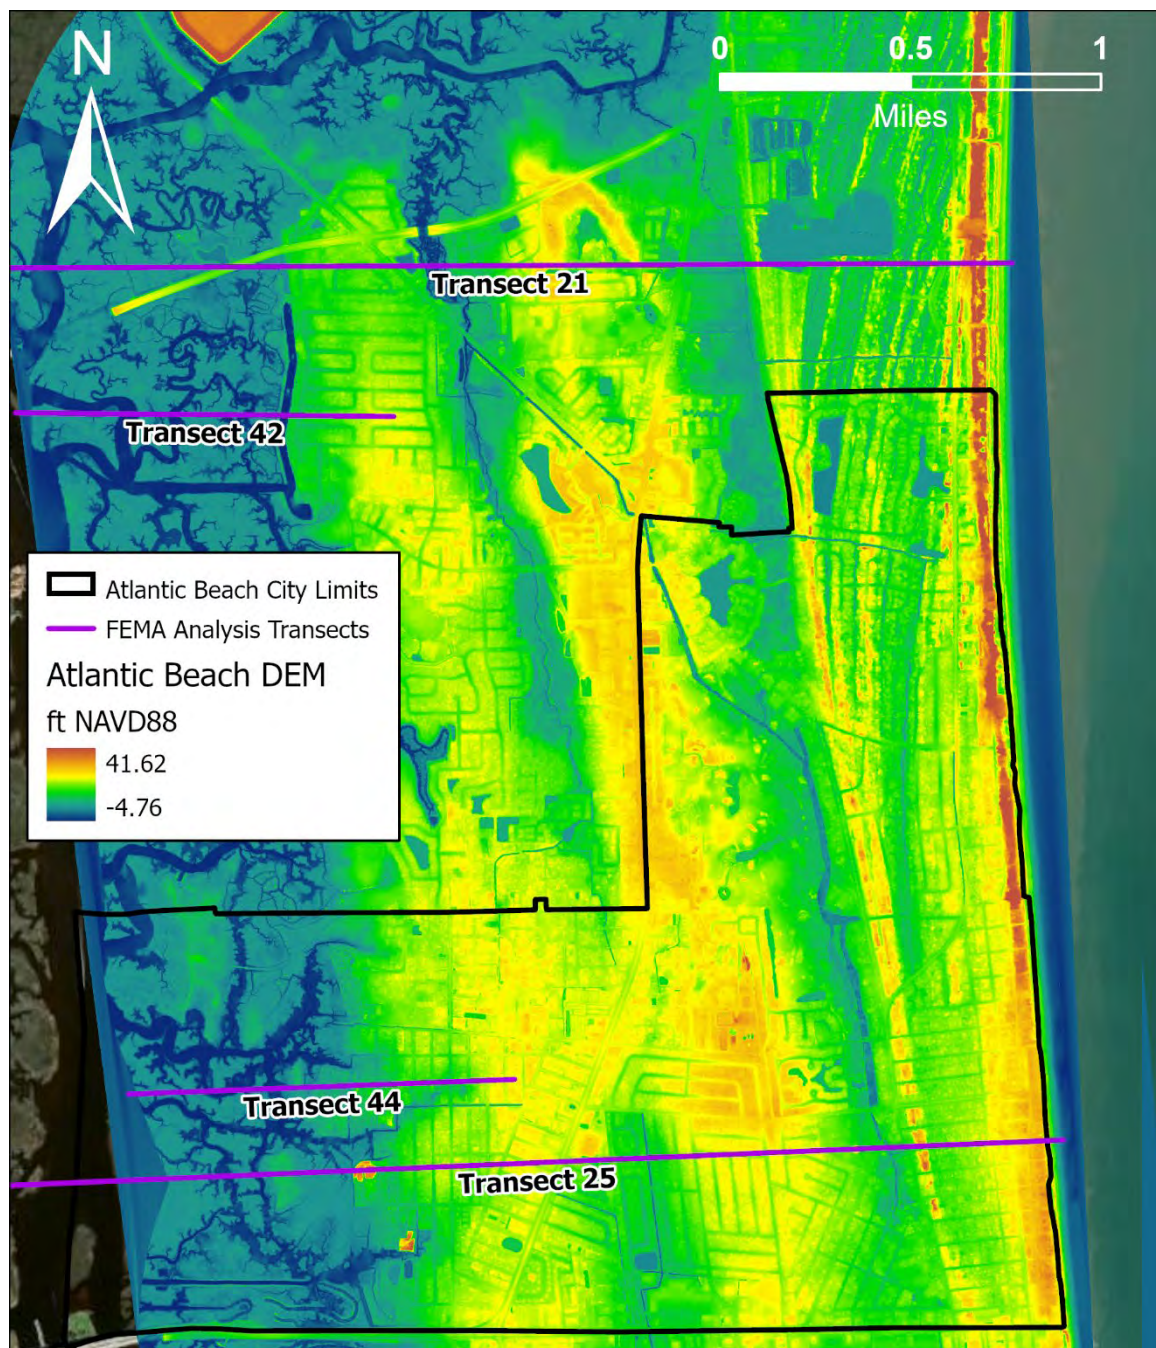 N
0 0.5 1
Miles
Transect 21
Transect 42
Atlantic Beach City Limits
FEMA Analysis Transects
Atlantic Beach DEM
ft NAVD88
41.62
-4.76
Transect 44
Transect 25